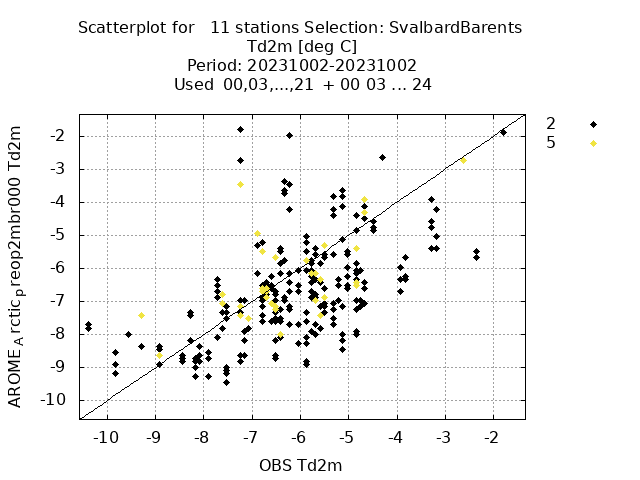 Scatterplot for   11 stations Selection: SvalbardBarents
Td2m [deg C]
Period: 20231002-20231002
Used  00,03,...,21  + 00 03 ... 24
2
5
AROME_Arctic_preop2mbr000 Td2m
-2
-3
-4
-5
-6
-7
-8
-9
-10
-10 -9 -8 -7 -6 -5 -4 -3 -2
OBS Td2m